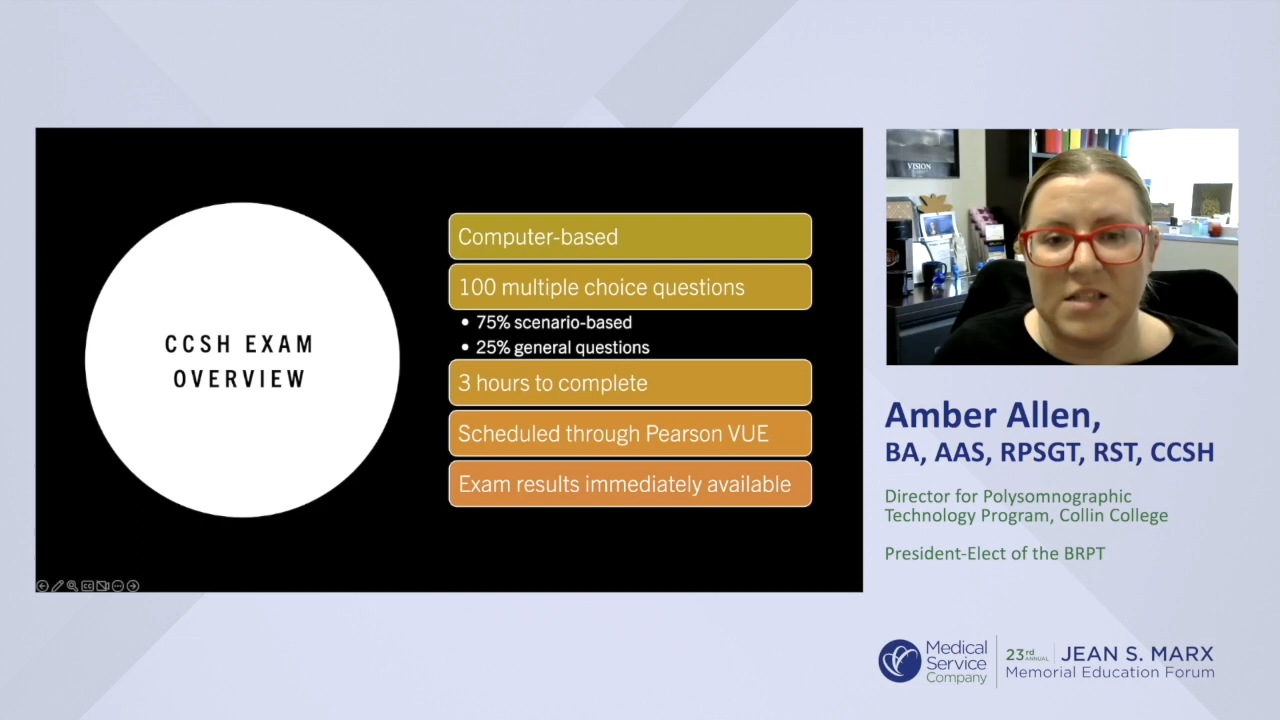 CCSH EXAM
OVERVIEW
Computer-based
100 multiple choice questions
• 75% scenario-based
• 25% general questions
3 hours to complete
Scheduled through Pearson VUE
Exam results immediately available
VISION
Amber Allen,
BA, AAS, RPSGT, RST, CCSH
Director for Polysomnographic
Technology Program, Collin College
President-Elect of the BRPT
Medical
Service
Company
23rd ANNUAL
JEAN S. MARX
Memorial Education Forum